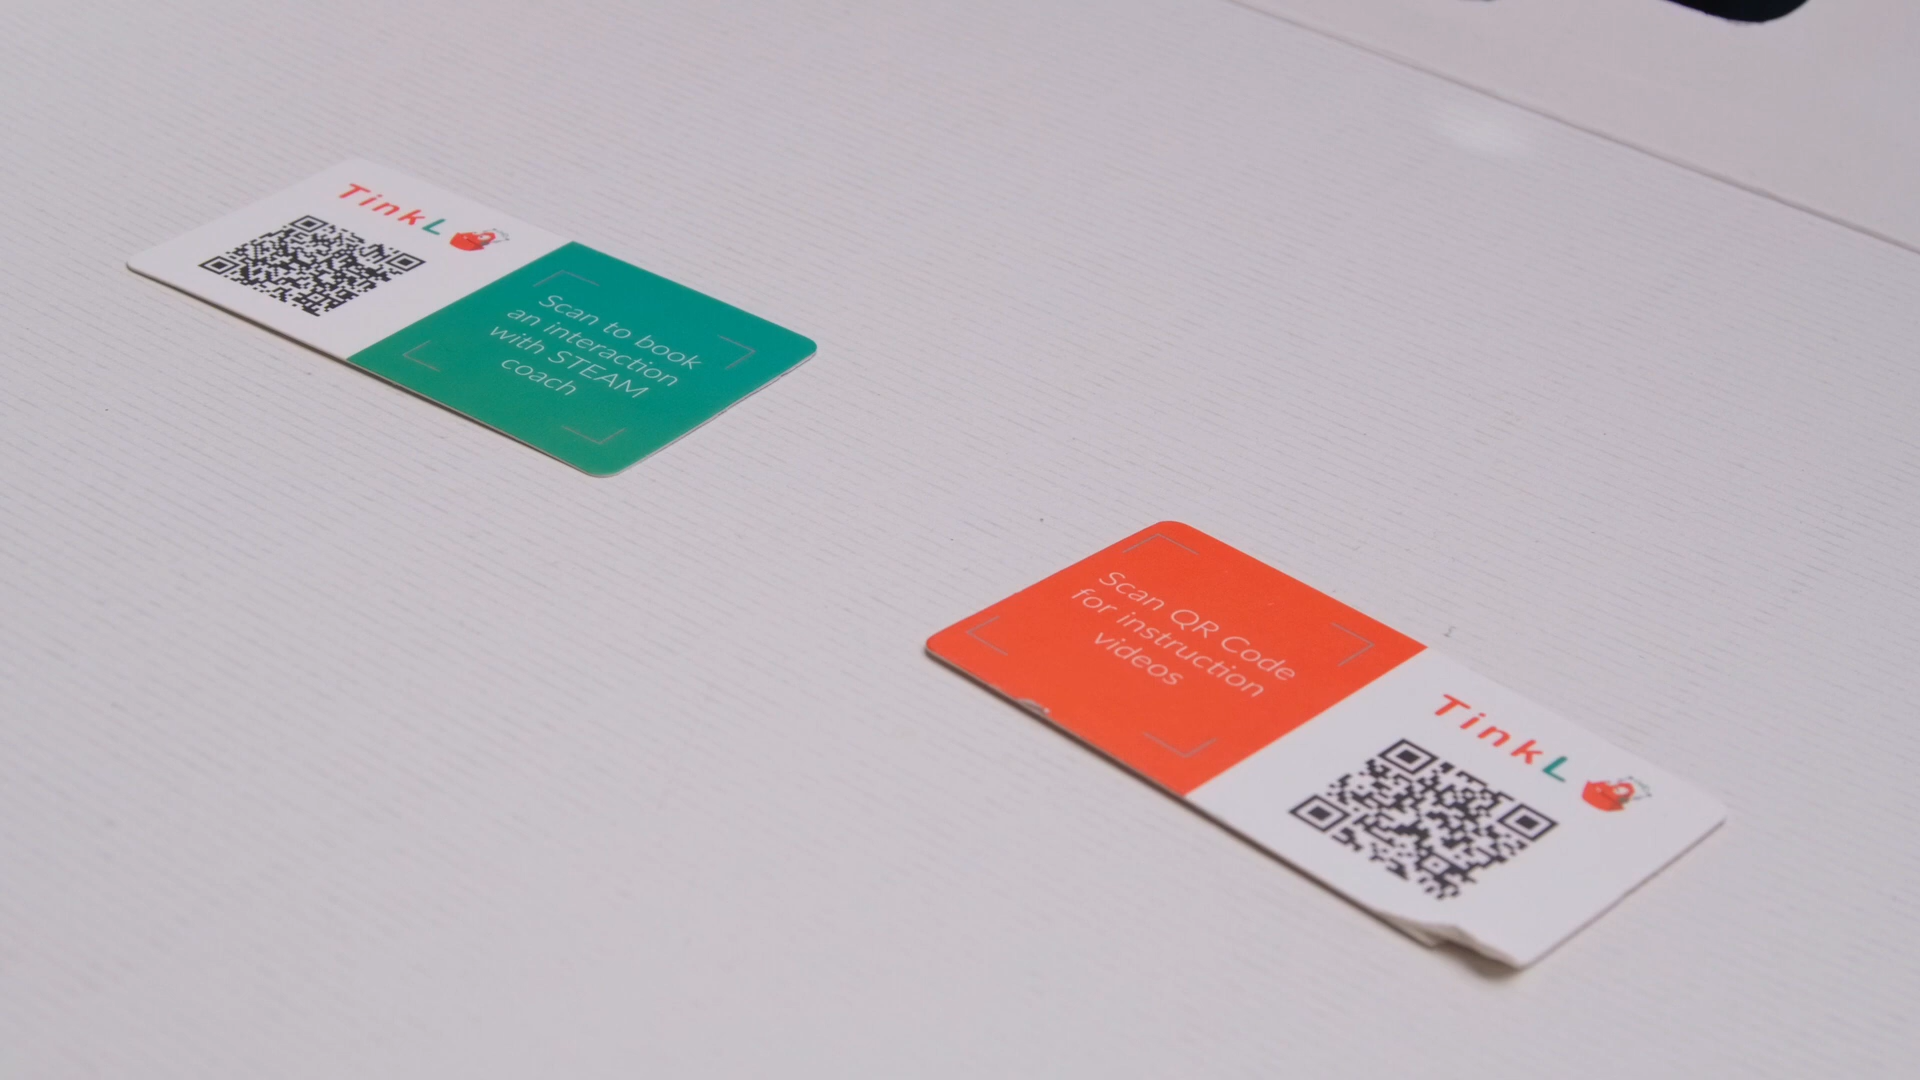 TinkL
Scan to book
an interaction
with STEAM
coach
Scan QR Code
for instruction
videos
TinkL